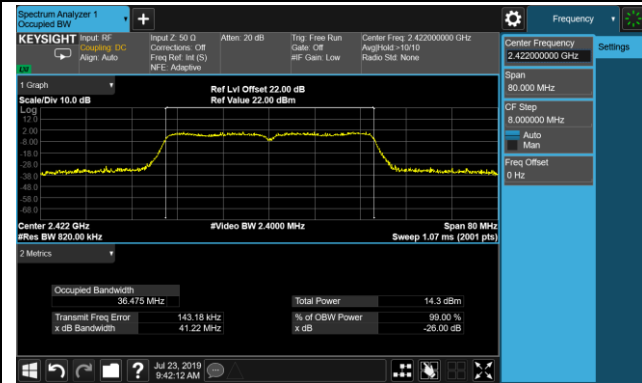 Spectrum Analyzer 1
Occupied BW
Frequency
KEYSIGHT
Input: RF
Coupling: DC
Align: Auto
Input Z: 50 Ω
Corrections: Off
Freq Ref: Int (S)
NFE: Adaptive
Atten: 20 dB
Trig: Free Run
Gate: Off
#IF Gain: Low
Center Freq: 2.422000000 GHz
Avg|Hold:>10/10
Radio Std: None
Center Frequency
2.422000000 GHz
Settings
Span
80.000 MHz
CF Step
8.000000 MHz
Auto
Man
Freq Offset
0 Hz
1 Graph
Scale/Div 10.0 dB
Ref Lvl Offset 22.00 dB
Ref Value 22.00 dBm
Log
12.0
2.00
-8.00
-18.0
-28.0
-38.0
-48.0
-58.0
-68.0
Center 2.422 GHz
#Video BW 2.4000 MHz
Span 80 MHz
#Res BW 820.00 kHz
Sweep 1.07 ms (2001 pts)
2 Metrics
Occupied Bandwidth
36.475 MHz
Total Power 14.3 dBm
Transmit Freq Error 143.18 kHz
% of OBW Power 99.00 %
x dB Bandwidth 41.22 MHz
x dB -26.00 dB
Jul 23, 2019
9:42:12 AM